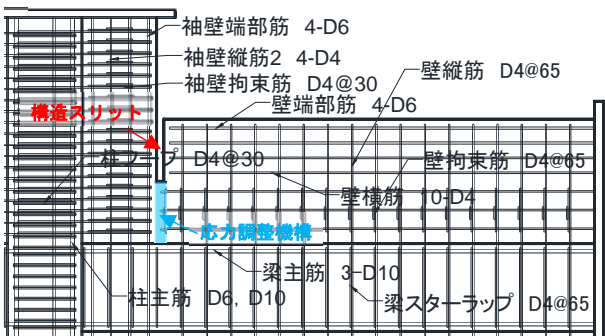 袖壁端部筋 4-D6
袖壁縦筋2 4-D4
袖壁拘束筋 D4@30
壁縦筋 D4@65
壁端部筋 4-D6
構造スリット
柱フープ D4@30
壁拘束筋 D4@65
壁横筋 10-D4
応力調整機構
梁主筋 3-D10
柱主筋 D6, D10
梁スターラップ D4@65